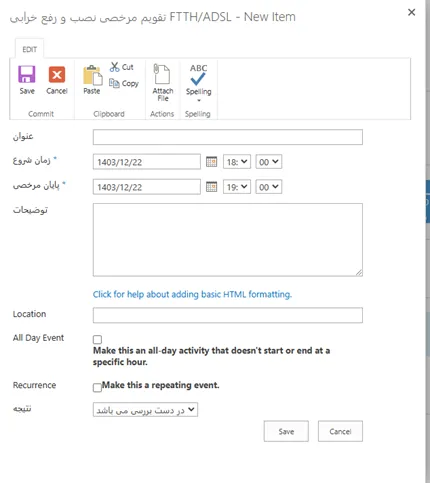 تقویم مرخصی نصب و رفع خرابی FTTH/ADSL - New Item
EDIT
Save
Cancel
Paste
Cut
Copy
Attach File
ABC
Spelling
Commit
Clipboard
Actions
Spelling
عنوان
زمان شروع *
1403/12/22
18:
00
پایان مرخصی *
1403/12/22
19:
00
توضیحات
Click for help about adding basic HTML formatting.
Location
All Day Event
Make this an all-day activity that doesn't start or end at a
specific hour.
Recurrence
Make this a repeating event.
نتیجه
در دست بررسی می باشد
Save
Cancel